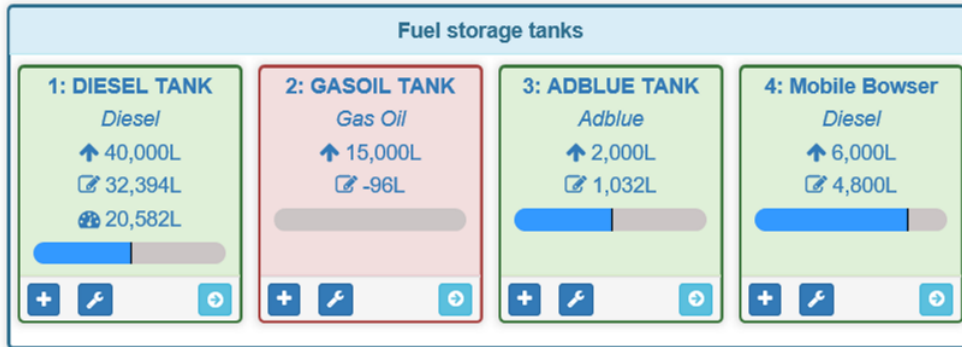 Fuel storage tanks
1: DIESEL TANK
Diesel
40,000L
32,394L
20,582L
2: GASOIL TANK
Gas Oil
15,000L
-96L
3: ADBLUE TANK
Adblue
2,000L
1,032L
4: Mobile Bowser
Diesel
6,000L
4,800L